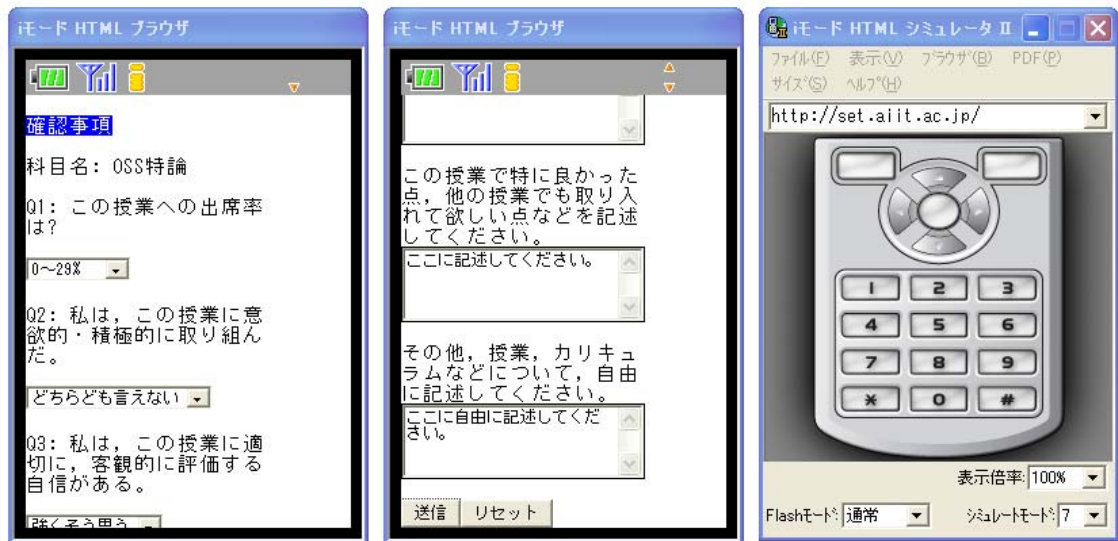 iモード HTML ブラウザ
確認事項
科目名: OSS特論
Q1: この授業への出席率
は?
0~29%
Q2: 私は,この授業に意
欲的・積極的に取り組ん
だ。
どちらども言えない
Q3: 私は,この授業に適
切に,客観的に評価する
自信がある。
強くそう思う
iモード HTML ブラウザ
この授業で特に良かった
点,他の授業でも取り入
れて欲しい点などを記述
してください。
ここに記述してください。
その他,授業,カリキュ
ラムなどについて,自由
に記述してください。
ここに自由に記述してくだ
さい。
送信 リセット
iモード HTML シミュレータ II
ファイル(F) 表示(V) ブラウザ(B) PDF(P)
サイズ(S) ヘルプ(H)
http://set.aiit.ac.jp/
1 2 3
4 5 6
7 8 9
* 0 #
表示倍率: 100%
Flashモード: 通常 シミュレートモード: 7